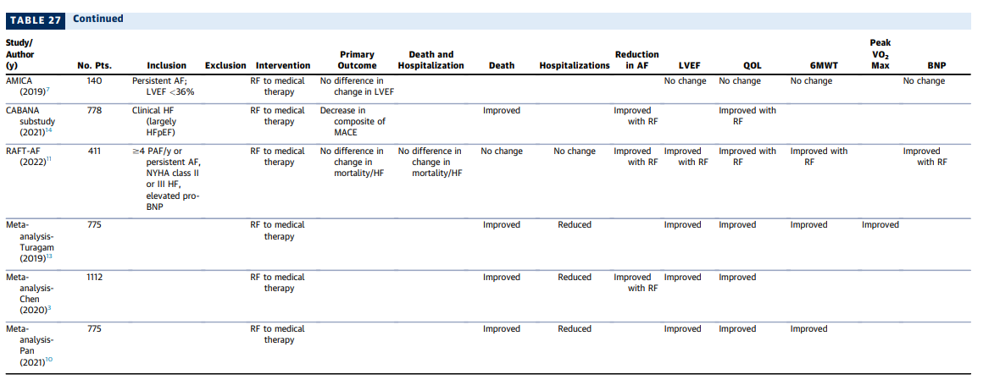 TABLE 27 Continued
Study/
Author
(y) No. Pts. Inclusion Exclusion Intervention Primary
Outcome Death and
Hospitalization Death Hospitalizations Reduction
in AF LVEF QOL 6MWT Peak
VO2
Max BNP
AMICA
(2019)7
140
Persistent AF;
LVEF <36%
RF to medical
therapy
No difference in
change in LVEF
No change
No change
No change
No change
CABANA
substudy
(2021)14
778
Clinical HF
(largely
HFpEF)
RF to medical
therapy
Decrease in
composite of
MACE
Improved
Improved
with RF
Improved with
RF
RAFT-AF
(2022)11
411
≥4 PAF/y or
persistent AF,
NYHA class II
or III HF,
elevated pro-
BNP
RF to medical
therapy
No difference in
change in
mortality/HF
No difference in
change in
mortality/HF
No change
No change
Improved
with RF
Improved
with RF
Improved with
RF
Improved with
RF
Improved
with RF
Meta-
analysis-
Turagam
(2019)13
775
RF to medical
therapy
Improved
Reduced
Improved
Improved
Improved
Improved
Meta-
analysis-
Chen
(2020)3
1112
RF to medical
therapy
Improved
Reduced
Improved
with RF
Improved
Improved
Meta-
analysis-
Pan
(2021)10
775
RF to medical
therapy
Improved
Reduced
Improved
Improved
Improved